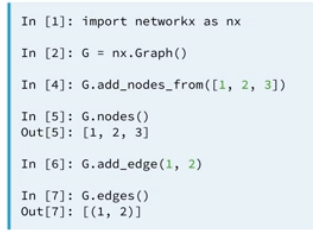 In [1]: import networkx as nx
In [2]: G = nx.Graph()
In [4]: G.add_nodes_from([1, 2, 3])
In [5]: G.nodes()
Out[5]: [1, 2, 3]
In [6]: G.add_edge(1, 2)
In [7]: G.edges()
Out[7]: [(1, 2)]